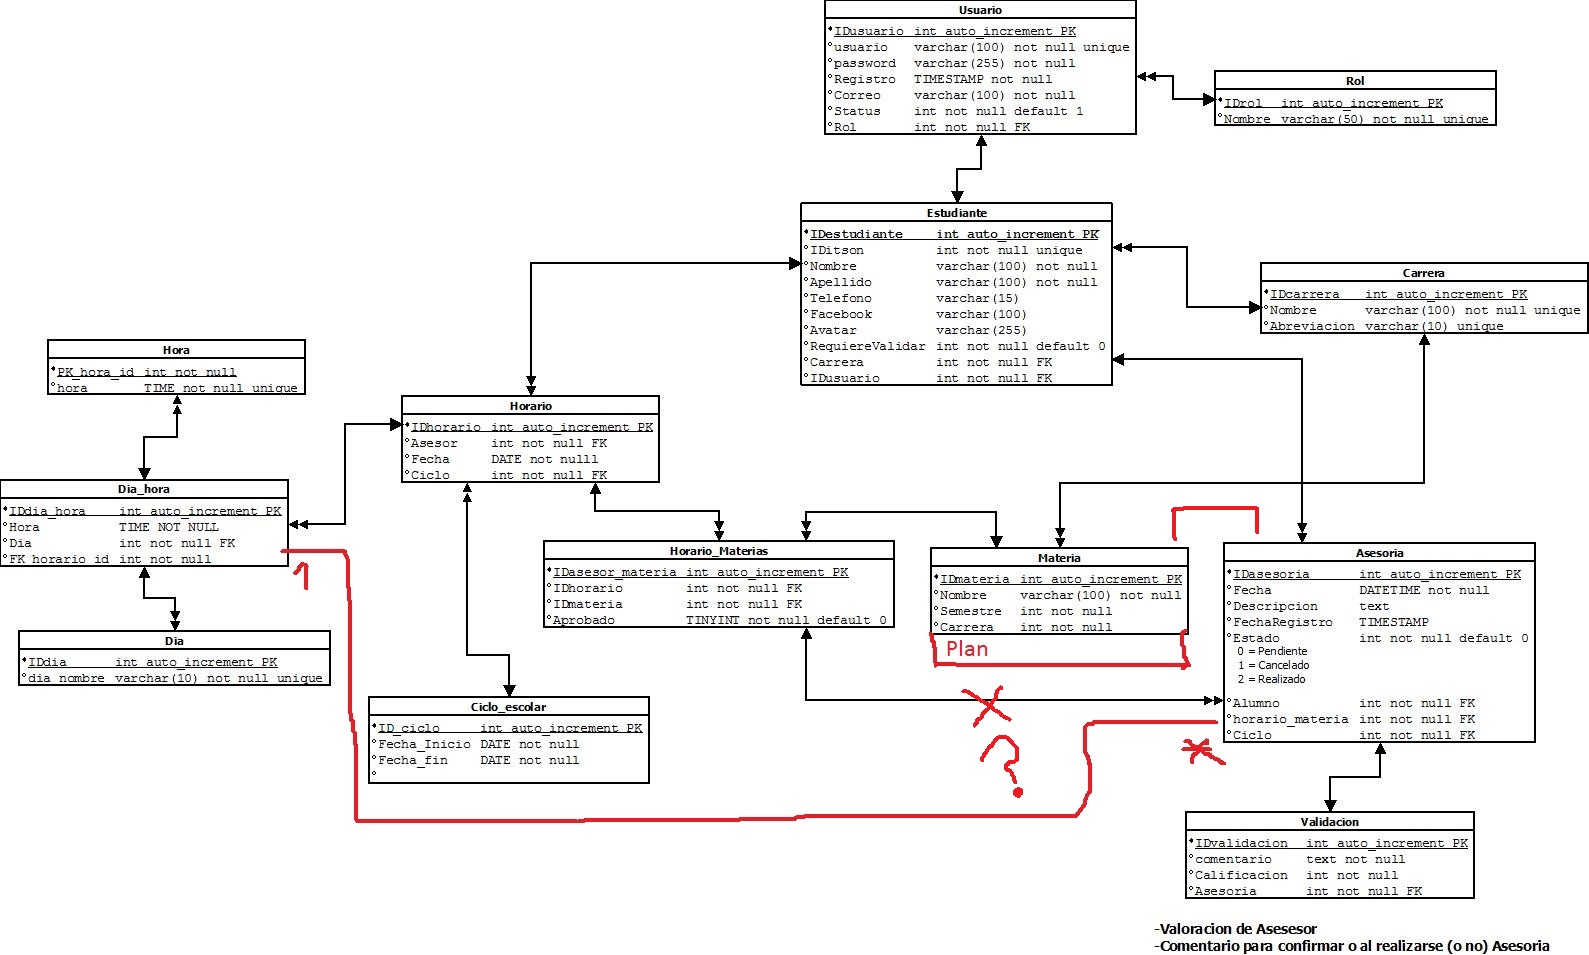 Usuario
IDusuario int auto_increment PK
usuario varchar(100) not null unique
password varchar(255) not null
Registro TIMESTAMP not null
Correo varchar(100) not null
Status int not null default 1
Rol int not null FK
Rol
IDrol int auto_increment PK
Nombre varchar(50) not null unique
Estudiante
IDestudiante int auto_increment PK
IDitson int not null unique
Nombre varchar(100) not null
Apellido varchar(100) not null
Telefono varchar(15)
Facebook varchar(100)
Avatar varchar(255)
RequiereValidar int not null default 0
Carrera int not null FK
IDusuario int not null FK
Carrera
IDcarrera int auto_increment PK
Nombre varchar(100) not null unique
Abreviacion varchar(10) unique
Hora
PK_hora_id int not null
hora TIME not null unique
Horario
IDhorario int auto_increment PK
Asesor int not null FK
Fecha DATE not nulll
Ciclo int not null FK
Dia_hora
IDdia_hora int auto_increment PK
Hora TIME NOT NULL
Dia int not null FK
FK_horario_id int not null
1
Horario_Materias
IDasesor_materia int auto_increment PK
IDhorario int not null FK
IDmateria int not null FK
Aprobado TINYINT not null default 0
Materia
IDmateria int auto_increment PK
Nombre varchar(100) not null
Semestre int not null
Carrera int not null
Plan
Asesoria
IDasesoria int auto_increment PK
Fecha DATETIME not null
Descripcion text
FechaRegistro TIMESTAMP
Estado int not null default 0
0 = Pendiente
1 = Cancelado
2 = Realizado
Alumno int not null FK
horario_materia int not null FK
Ciclo int not null FK
Dia
IDdia int auto_increment PK
dia_nombre varchar(10) not null unique
Ciclo_escolar
ID_ciclo int auto_increment PK
Fecha_Inicio DATE not null
Fecha_fin DATE not null
?
*
Validacion
IDvalidacion int auto_increment PK
comentario text not null
Calificacion int not null
Asesoria int not null FK
-Valoracion de Asesesor
-Comentario para confirmar o al realizarse (o no) Asesoria